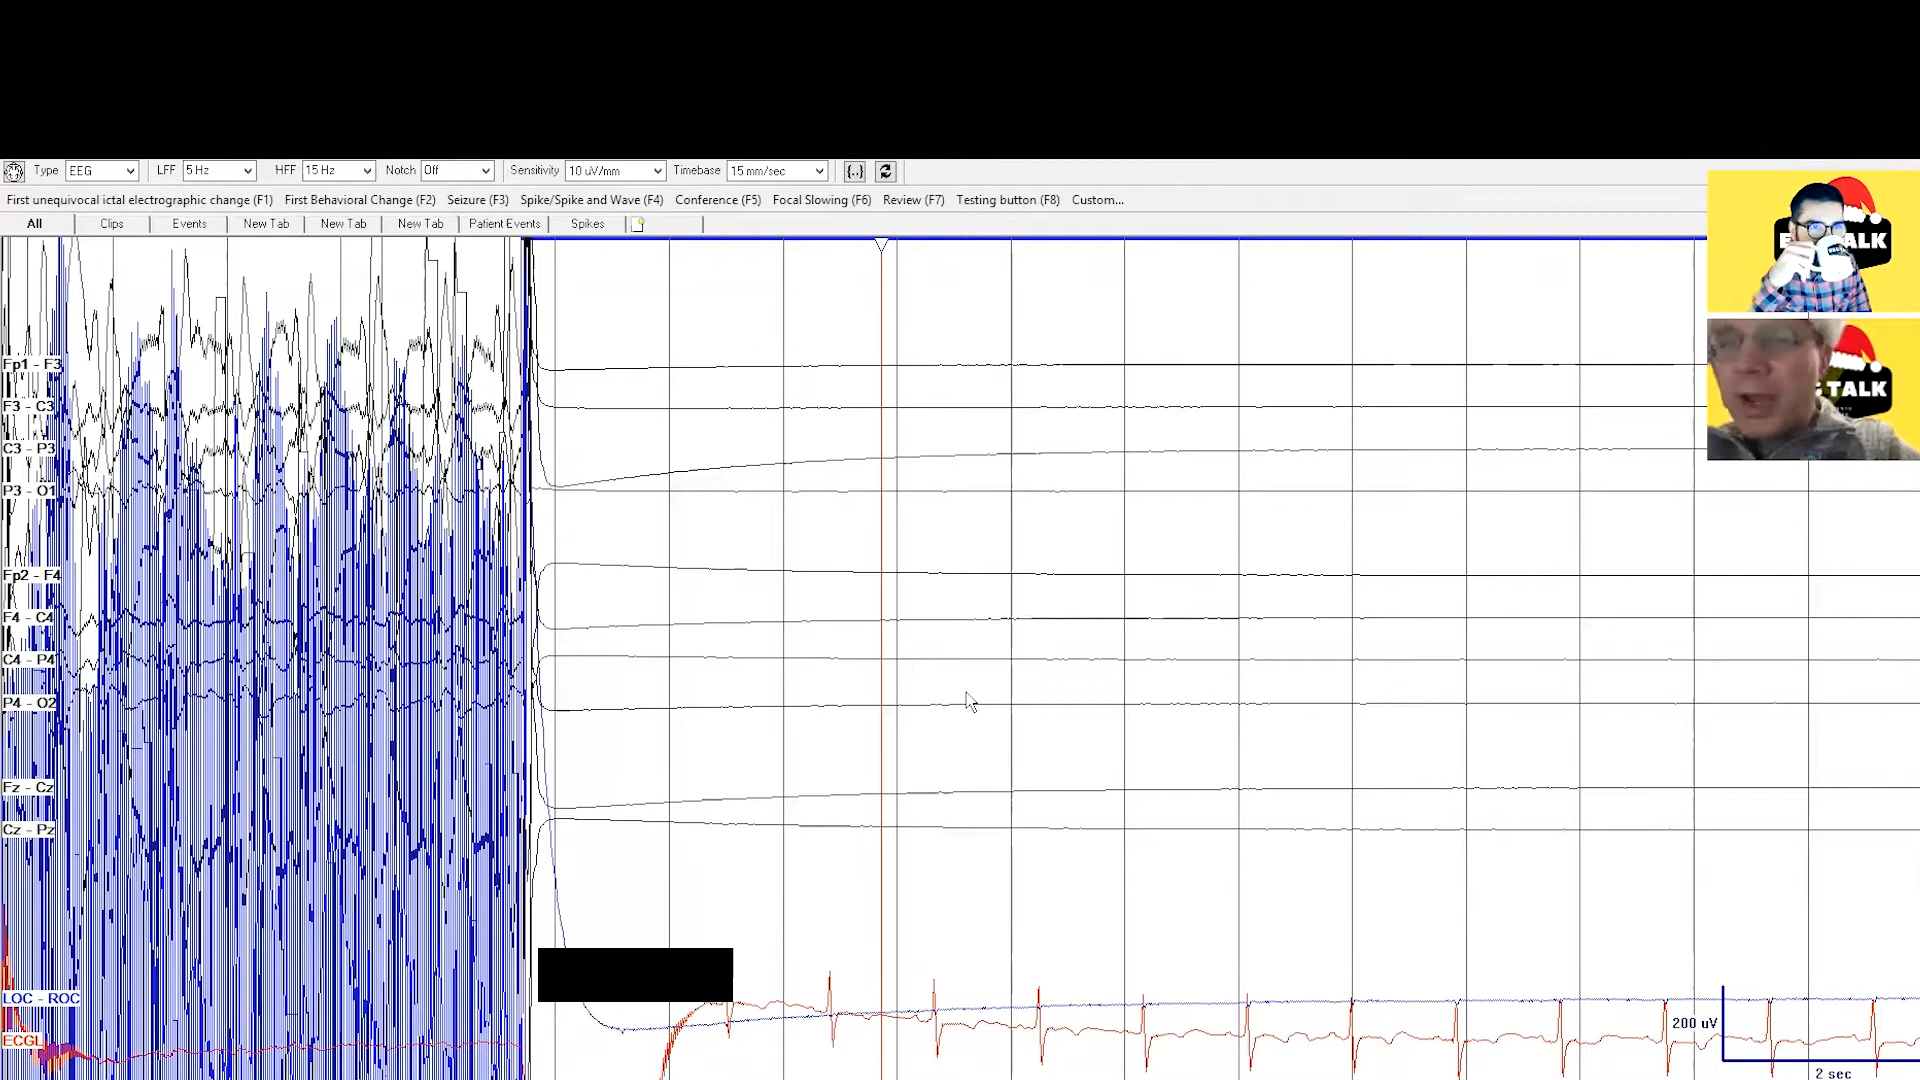 Type EEG LFF 5 Hz HFF 15 Hz Notch Off Sensitivity 10 uV/mm Timebase 15 mm/sec {..}
First unequivocal ictal electrographic change (F1) First Behavioral Change (F2) Seizure (F3) Spike/Spike and Wave (F4) Conference (F5) Focal Slowing (F6) Review (F7) Testing button (F8) Custom...
All Clips Events New Tab New Tab New Tab Patient Events Spikes
E ALK
Fp1 - F3
TALK
F3 - C3
C3 - P3
P3 - O1
Fp2 - F4
F4 - C4
C4 - P4
P4 - O2
Fz - Cz
Cz - Pz
LOC - ROC
200 uV
ECGL
2 sec